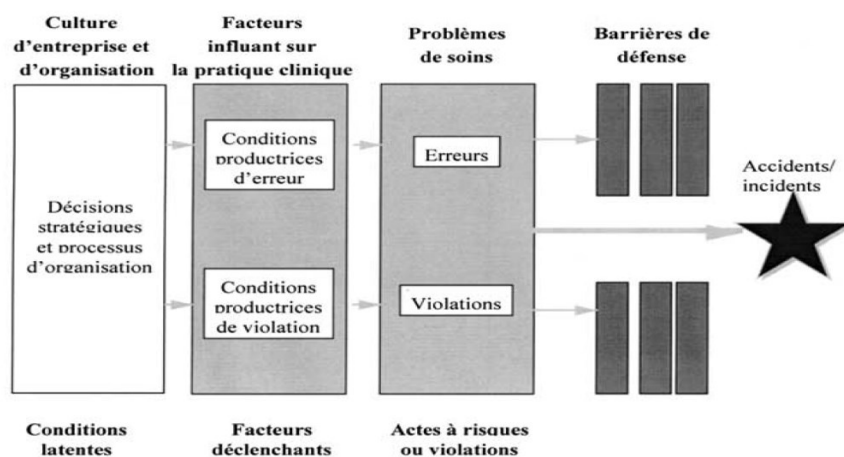 Culture
d'entreprise et
d'organisation
Facteurs
influant sur
la pratique clinique
Problèmes
de soins
Barrières de
défense
Décisions
stratégiques
et processus
d'organisation
Conditions
productrices
d'erreur
Conditions
productrices
de violation
Erreurs
Violations
Accidents/
incidents
Conditions
latentes
Facteurs
déclenchants
Actes à risques
ou violations